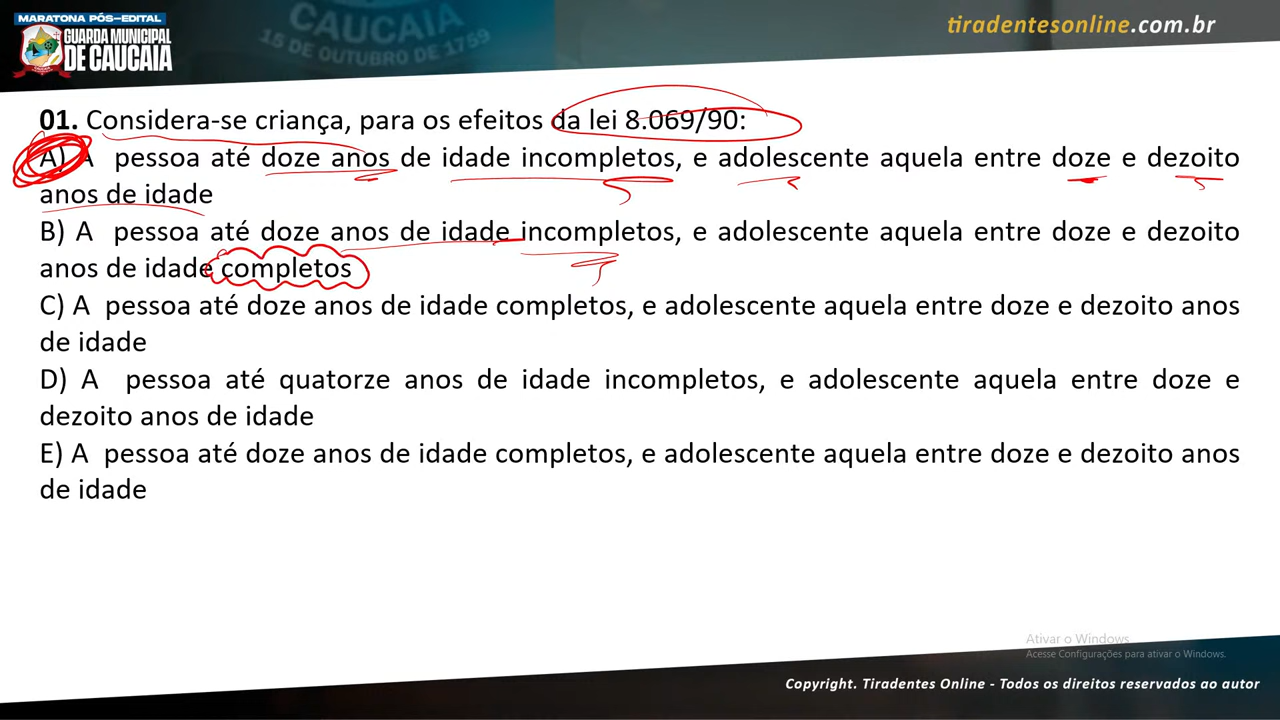 MARATONA PÓS-EDITAL
GUARDA MUNICIPAL
DE CAUCAIA
CAUCAIA
15 DE OUTUBRO DE 1759
tiradentesonline.com.br
01. Considera-se criança, para os efeitos da lei 8.069/90:
A) A pessoa até doze anos de idade incompletos, e adolescente aquela entre doze e dezoito
anos de idade
B) A pessoa até doze anos de idade incompletos, e adolescente aquela entre doze e dezoito
anos de idade completos
C) A pessoa até doze anos de idade completos, e adolescente aquela entre doze e dezoito anos
de idade
D) A pessoa até quatorze anos de idade incompletos, e adolescente aquela entre doze e
dezoito anos de idade
E) A pessoa até doze anos de idade completos, e adolescente aquela entre doze e dezoito anos
de idade
Ativar o Windows
Acesse Configurações para ativar o Windows.
Copyright. Tiradentes Online - Todos os direitos reservados ao autor